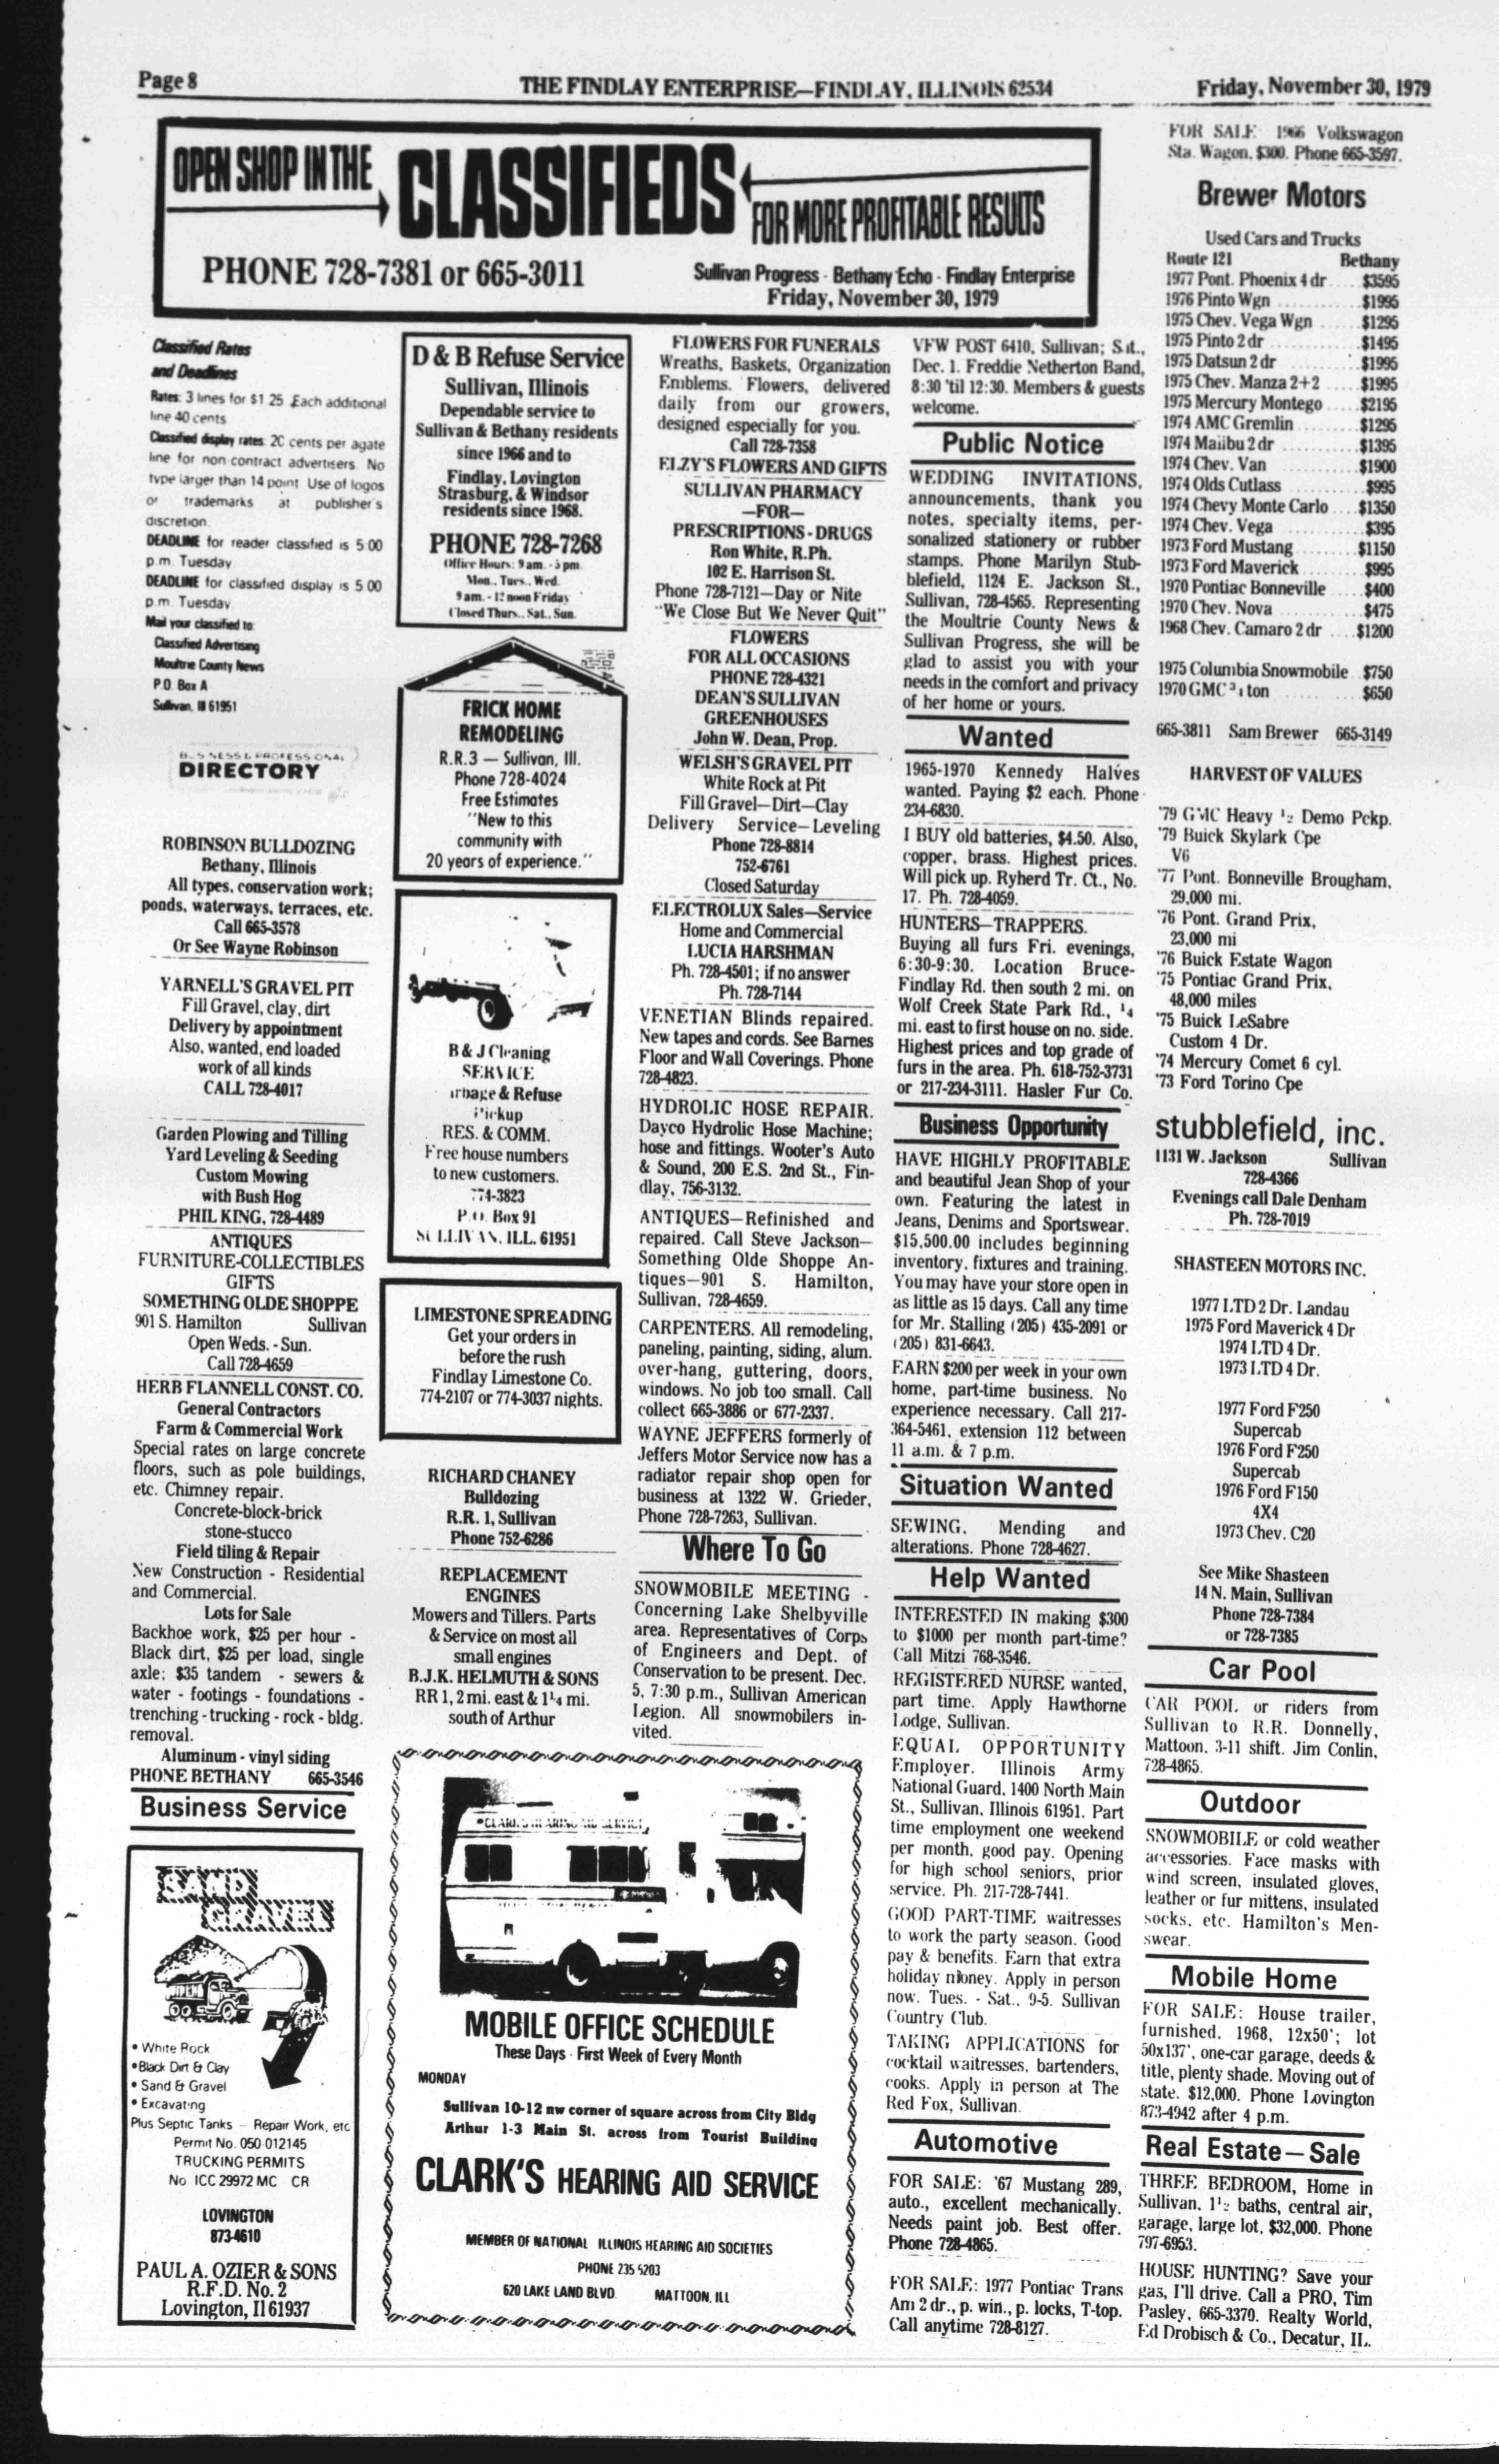 Page 8
THE FINDLAY ENTERPRISE—FINDLAY, ILLINOIS 62534
Friday, November 30, 1979
OPEN SHOP IN THE
CLASSIFIEDS
FOR MORE PROFITABLE RESULTS
PHONE 728-7381 or 665-3011
Sullivan Progress - Bethany Echo - Findlay Enterprise
Friday, November 30, 1979
Classified Rates
and Deadlines
Rates: 3 lines for $1.25 Each additional
line 40 cents
Classified display rates: 20 cents per agate
line for non-contract advertisers. No
type larger than 14 point. Use of logos
or trademarks at publisher's
discretion.
DEADLINE for reader classified is 5:00
p.m. Tuesday
DEADLINE for classified display is 5:00
p.m. Tuesday
Mail your classified to:
Classified Advertising
Moultrie County News
P.O. Box A
Sullivan, Ill 61951
BUSINESS & PROFESSIONAL
DIRECTORY
ROBINSON BULLDOZING
Bethany, Illinois
All types, conservation work;
ponds, waterways, terraces, etc.
Call 665-3578
Or See Wayne Robinson
YARNELL'S GRAVEL PIT
Fill Gravel, clay, dirt
Delivery by appointment
Also, wanted, end loaded
work of all kinds
CALL 728-4017
Garden Plowing and Tilling
Yard Leveling & Seeding
Custom Mowing
with Bush Hog
PHIL KING, 728-4489
ANTIQUES
FURNITURE-COLLECTIBLES
GIFTS
SOMETHING OLDE SHOPPE
901 S. Hamilton Sullivan
Open Weds. - Sun.
Call 728-4659
HERB FLANNELL CONST. CO.
General Contractors
Farm & Commercial Work
Special rates on large concrete
floors, such as pole buildings,
etc. Chimney repair.
Concrete-block-brick
stone-stucco
Field tiling & Repair
New Construction - Residential
and Commercial.
Lots for Sale
Backhoe work, $25 per hour -
Black dirt, $25 per load, single
axle; $35 tandem - sewers &
water - footings - foundations -
trenching - trucking - rock - bldg.
removal.
Aluminum - vinyl siding
PHONE BETHANY 665-3546
Business Service
SAND
GRAVEL
• White Rock
• Black Dirt & Clay
• Sand & Gravel
• Excavating
Plus Septic Tanks — Repair Work, etc
Permit No. 050-012145
TRUCKING PERMITS
No ICC 29972 MC CR
LOVINGTON
873-4610
PAUL A. OZIER & SONS
R.F.D. No. 2
Lovington, Il 61937
D & B Refuse Service
Sullivan, Illinois
Dependable service to
Sullivan & Bethany residents
since 1966 and to
Findlay, Lovington
Strasburg, & Windsor
residents since 1968.
PHONE 728-7268
Office Hours: 9 am. - 5 pm.
Mon., Tues., Wed.
9 am. - 12 noon Friday
Closed Thurs., Sat., Sun.
FRICK HOME
REMODELING
R.R.3 — Sullivan, Ill.
Phone 728-4024
Free Estimates
"New to this
community with
20 years of experience."
B & J Cleaning
SERVICE
arbage & Refuse
Pickup
RES. & COMM.
Free house numbers
to new customers.
774-3823
P.O. Box 91
SULLIVAN, ILL. 61951
LIMESTONE SPREADING
Get your orders in
before the rush
Findlay Limestone Co.
774-2107 or 774-3037 nights.
RICHARD CHANEY
Bulldozing
R.R. 1, Sullivan
Phone 752-6286
REPLACEMENT
ENGINES
Mowers and Tillers. Parts
& Service on most all
small engines
B.J.K. HELMUTH & SONS
RR 1, 2 mi. east & 1¼ mi.
south of Arthur
CLARK'S HEARING AID SERVICE
MOBILE OFFICE SCHEDULE
These Days - First Week of Every Month
MONDAY
Sullivan 10-12 nw corner of square across from City Bldg
Arthur 1-3 Main St. across from Tourist Building
CLARK'S HEARING AID SERVICE
MEMBER OF NATIONAL ILLINOIS HEARING AID SOCIETIES
PHONE 235 5203
620 LAKE LAND BLVD. MATTOON, ILL
FLOWERS FOR FUNERALS
Wreaths, Baskets, Organization
Emblems. Flowers, delivered
daily from our growers,
designed especially for you.
Call 728-7358
ELZY'S FLOWERS AND GIFTS
SULLIVAN PHARMACY
—FOR—
PRESCRIPTIONS - DRUGS
Ron White, R.Ph.
102 E. Harrison St.
Phone 728-7121—Day or Nite
"We Close But We Never Quit"
FLOWERS
FOR ALL OCCASIONS
PHONE 728-4321
DEAN'S SULLIVAN
GREENHOUSES
John W. Dean, Prop.
WELSH'S GRAVEL PIT
White Rock at Pit
Fill Gravel—Dirt—Clay
Delivery Service—Leveling
Phone 728-8814
752-6761
Closed Saturday
ELECTROLUX Sales—Service
Home and Commercial
LUCIA HARSHMAN
Ph. 728-4501; if no answer
Ph. 728-7144
VENETIAN Blinds repaired.
New tapes and cords. See Barnes
Floor and Wall Coverings. Phone
728-4823.
HYDROLIC HOSE REPAIR.
Dayco Hydrolic Hose Machine;
hose and fittings. Wooter's Auto
& Sound, 200 E.S. 2nd St., Fin-
dlay, 756-3132.
ANTIQUES—Refinished and
repaired. Call Steve Jackson—
Something Olde Shoppe An-
tiques—901 S. Hamilton,
Sullivan, 728-4659.
CARPENTERS. All remodeling,
paneling, painting, siding, alum.
over-hang, guttering, doors,
windows. No job too small. Call
collect 665-3886 or 677-2337.
WAYNE JEFFERS formerly of
Jeffers Motor Service now has a
radiator repair shop open for
business at 1322 W. Grieder,
Phone 728-7263, Sullivan.
Where To Go
SNOWMOBILE MEETING -
Concerning Lake Shelbyville
area. Representatives of Corps
of Engineers and Dept. of
Conservation to be present. Dec.
5, 7:30 p.m., Sullivan American
Legion. All snowmobilers in-
vited.
VFW POST 6410, Sullivan; Sat.,
Dec. 1. Freddie Netherton Band,
8:30 'til 12:30. Members & guests
welcome.
Public Notice
WEDDING INVITATIONS,
announcements, thank you
notes, specialty items, per-
sonalized stationery or rubber
stamps. Phone Marilyn Stub-
blefield, 1124 E. Jackson St.,
Sullivan, 728-4565. Representing
the Moultrie County News &
Sullivan Progress, she will be
glad to assist you with your
needs in the comfort and privacy
of her home or yours.
Wanted
1965-1970 Kennedy Halves
wanted. Paying $2 each. Phone
234-6830.
I BUY old batteries, $4.50. Also,
copper, brass. Highest prices.
Will pick up. Ryherd Tr. Ct., No.
17. Ph. 728-4059.
HUNTERS—TRAPPERS.
Buying all furs Fri. evenings,
6:30-9:30. Location Bruce-
Findlay Rd. then south 2 mi. on
Wolf Creek State Park Rd., ¼
mi. east to first house on no. side.
Highest prices and top grade of
furs in the area. Ph. 618-752-3731
or 217-234-3111. Hasler Fur Co.
Business Opportunity
HAVE HIGHLY PROFITABLE
and beautiful Jean Shop of your
own. Featuring the latest in
Jeans, Denims and Sportswear.
$15,500.00 includes beginning
inventory, fixtures and training.
You may have your store open in
as little as 15 days. Call any time
for Mr. Stalling (205) 435-2091 or
(205) 831-6643.
EARN $200 per week in your own
home, part-time business. No
experience necessary. Call 217-
364-5461, extension 112 between
11 a.m. & 7 p.m.
Situation Wanted
SEWING, Mending and
alterations. Phone 728-4627.
Help Wanted
INTERESTED IN making $300
to $1000 per month part-time?
Call Mitzi 768-3546.
REGISTERED NURSE wanted,
part time. Apply Hawthorne
Lodge, Sullivan.
EQUAL OPPORTUNITY
Employer. Illinois Army
National Guard, 1400 North Main
St., Sullivan, Illinois 61951. Part
time employment one weekend
per month, good pay. Opening
for high school seniors, prior
service. Ph. 217-728-7441.
GOOD PART-TIME waitresses
to work the party season. Good
pay & benefits. Earn that extra
holiday money. Apply in person
now. Tues. - Sat., 9-5. Sullivan
Country Club.
TAKING APPLICATIONS for
cocktail waitresses, bartenders,
cooks. Apply in person at The
Red Fox, Sullivan.
Automotive
FOR SALE: '67 Mustang 289,
auto., excellent mechanically.
Needs paint job. Best offer.
Phone 728-4865.
FOR SALE: 1977 Pontiac Trans
Am 2 dr., p. win., p. locks, T-top.
Call anytime 728-8127.
FOR SALE 1966 Volkswagon
Sta. Wagon, $300. Phone 665-3597.
Brewer Motors
Used Cars and Trucks
Route 121 Bethany
1977 Pont. Phoenix 4 dr .... $3595
1976 Pinto Wgn .... $1995
1975 Chev. Vega Wgn .... $1295
1975 Pinto 2 dr .... $1495
1975 Datsun 2 dr .... $1995
1975 Chev. Manza 2+2 .... $1995
1975 Mercury Montego .... $2195
1974 AMC Gremlin .... $1295
1974 Malibu 2 dr .... $1395
1974 Chev. Van .... $1900
1974 Olds Cutlass .... $995
1974 Chevy Monte Carlo .... $1350
1974 Chev. Vega .... $395
1973 Ford Mustang .... $1150
1973 Ford Maverick .... $995
1970 Pontiac Bonneville .... $400
1970 Chev. Nova .... $475
1968 Chev. Camaro 2 dr .... $1200
1975 Columbia Snowmobile .. $750
1970 GMC ¾ ton .... $650
665-3811 Sam Brewer 665-3149
HARVEST OF VALUES
'79 GMC Heavy ½ Demo Pckp.
'79 Buick Skylark Cpe
V6
'77 Pont. Bonneville Brougham,
29,000 mi.
'76 Pont. Grand Prix,
23,000 mi
'76 Buick Estate Wagon
'75 Pontiac Grand Prix,
48,000 miles
'75 Buick LeSabre
Custom 4 Dr.
'74 Mercury Comet 6 cyl.
'73 Ford Torino Cpe
stubblefield, inc.
1131 W. Jackson Sullivan
728-4366
Evenings call Dale Denham
Ph. 728-7019
SHASTEEN MOTORS INC.
1977 LTD 2 Dr. Landau
1975 Ford Maverick 4 Dr
1974 LTD 4 Dr.
1973 LTD 4 Dr.
1977 Ford F250
Supercab
1976 Ford F250
Supercab
1976 Ford F150
4X4
1973 Chev. C20
See Mike Shasteen
14 N. Main, Sullivan
Phone 728-7384
or 728-7385
Car Pool
CAR POOL or riders from
Sullivan to R.R. Donnelly,
Mattoon, 3-11 shift. Jim Conlin,
728-4865.
Outdoor
SNOWMOBILE or cold weather
accessories. Face masks with
wind screen, insulated gloves,
leather or fur mittens, insulated
socks, etc. Hamilton's Men-
swear.
Mobile Home
FOR SALE: House trailer,
furnished, 1968, 12x50'; lot
50x137', one-car garage, deeds &
title, plenty shade. Moving out of
state. $12,000. Phone Lovington
873-4942 after 4 p.m.
Real Estate—Sale
THREE BEDROOM, Home in
Sullivan, 1½ baths, central air,
garage, large lot, $32,000. Phone
797-6953.
HOUSE HUNTING? Save your
gas, I'll drive. Call a PRO, Tim
Pasley, 665-3379. Realty World,
Ed Drobisch & Co., Decatur, IL.